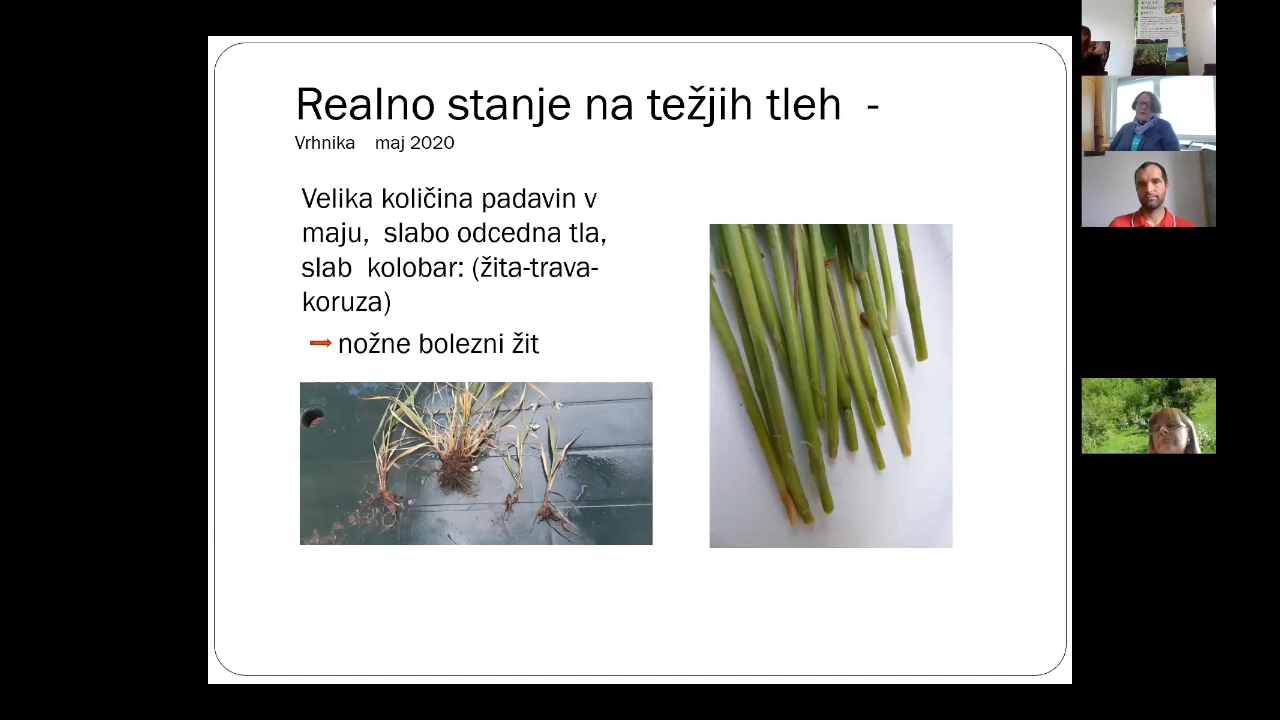 Realno stanje na težjih tleh -
Vrhnika maj 2020
Velika količina padavin v
maju, slabo odcedna tla,
slab kolobar: (žita-trava-
koruza)
nožne bolezni žit